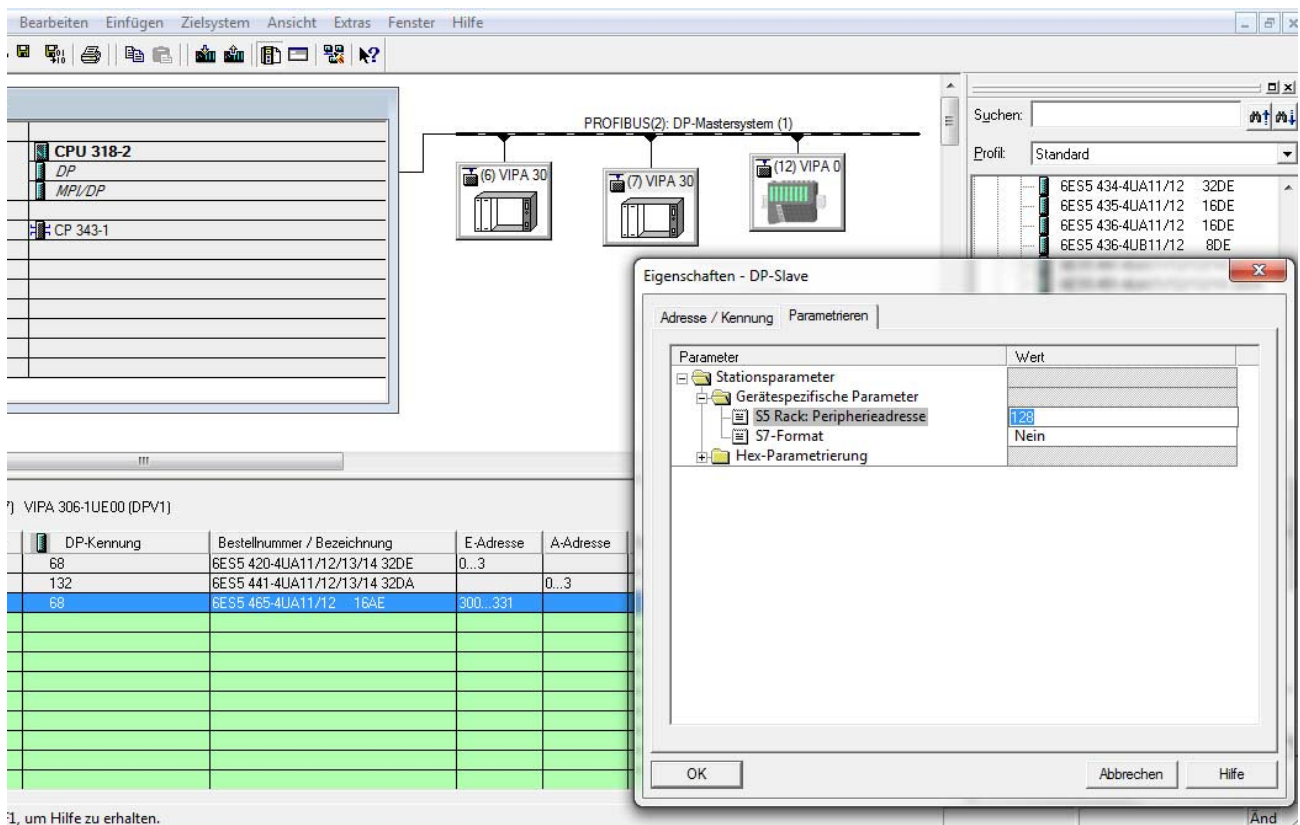 Bearbeiten Einfügen Zielsystem Ansicht Extras Fenster Hilfe
CPU 318-2
DP
MPI/DP
CP 343-1
PROFIBUS(2): DP-Mastersystem (1)
(6) VIPA 30
(7) VIPA 30
(12) VIPA 0
Suchen:
Profil: Standard
6ES5 434-4UA11/12 32DE
6ES5 435-4UA11/12 16DE
6ES5 436-4UA11/12 16DE
6ES5 436-4UB11/12 8DE
Eigenschaften - DP-Slave
Adresse / Kennung Parametrieren
Parameter Wert
Stationsparameter
Gerätespezifische Parameter
S5 Rack: Peripherieadresse 128
S7-Format Nein
Hex-Parametrierung
OK Abbrechen Hilfe
7) VIPA 306-1UE00 (DPV1)
DP-Kennung Bestellnummer / Bezeichnung E-Adresse A-Adresse
68 6ES5 420-4UA11/12/13/14 32DE 0...3
132 6ES5 441-4UA11/12/13/14 32DA 0...3
68 6ES5 465-4UA11/12 16AE 300...331
F1, um Hilfe zu erhalten.
Änd